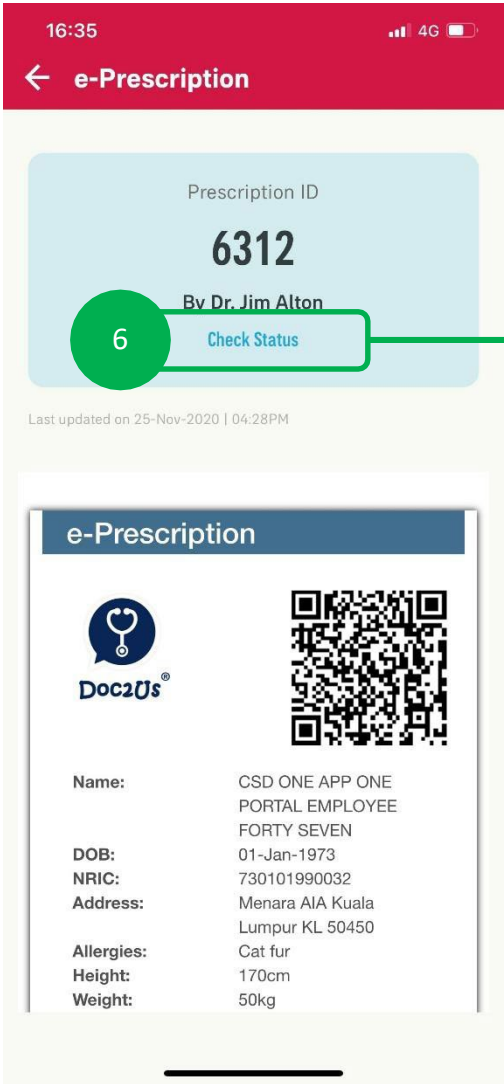 16:35
4G
e-Prescription
Prescription ID
6312
By Dr. Jim Alton
6
Check Status
Last updated on 25-Nov-2020 | 04:28PM
e-Prescription
Doc2Us®
Name: CSD ONE APP ONE
PORTAL EMPLOYEE
FORTY SEVEN
DOB: 01-Jan-1973
NRIC: 730101990032
Address: Menara AIA Kuala
Lumpur KL 50450
Allergies: Cat fur
Height: 170cm
Weight: 50kg